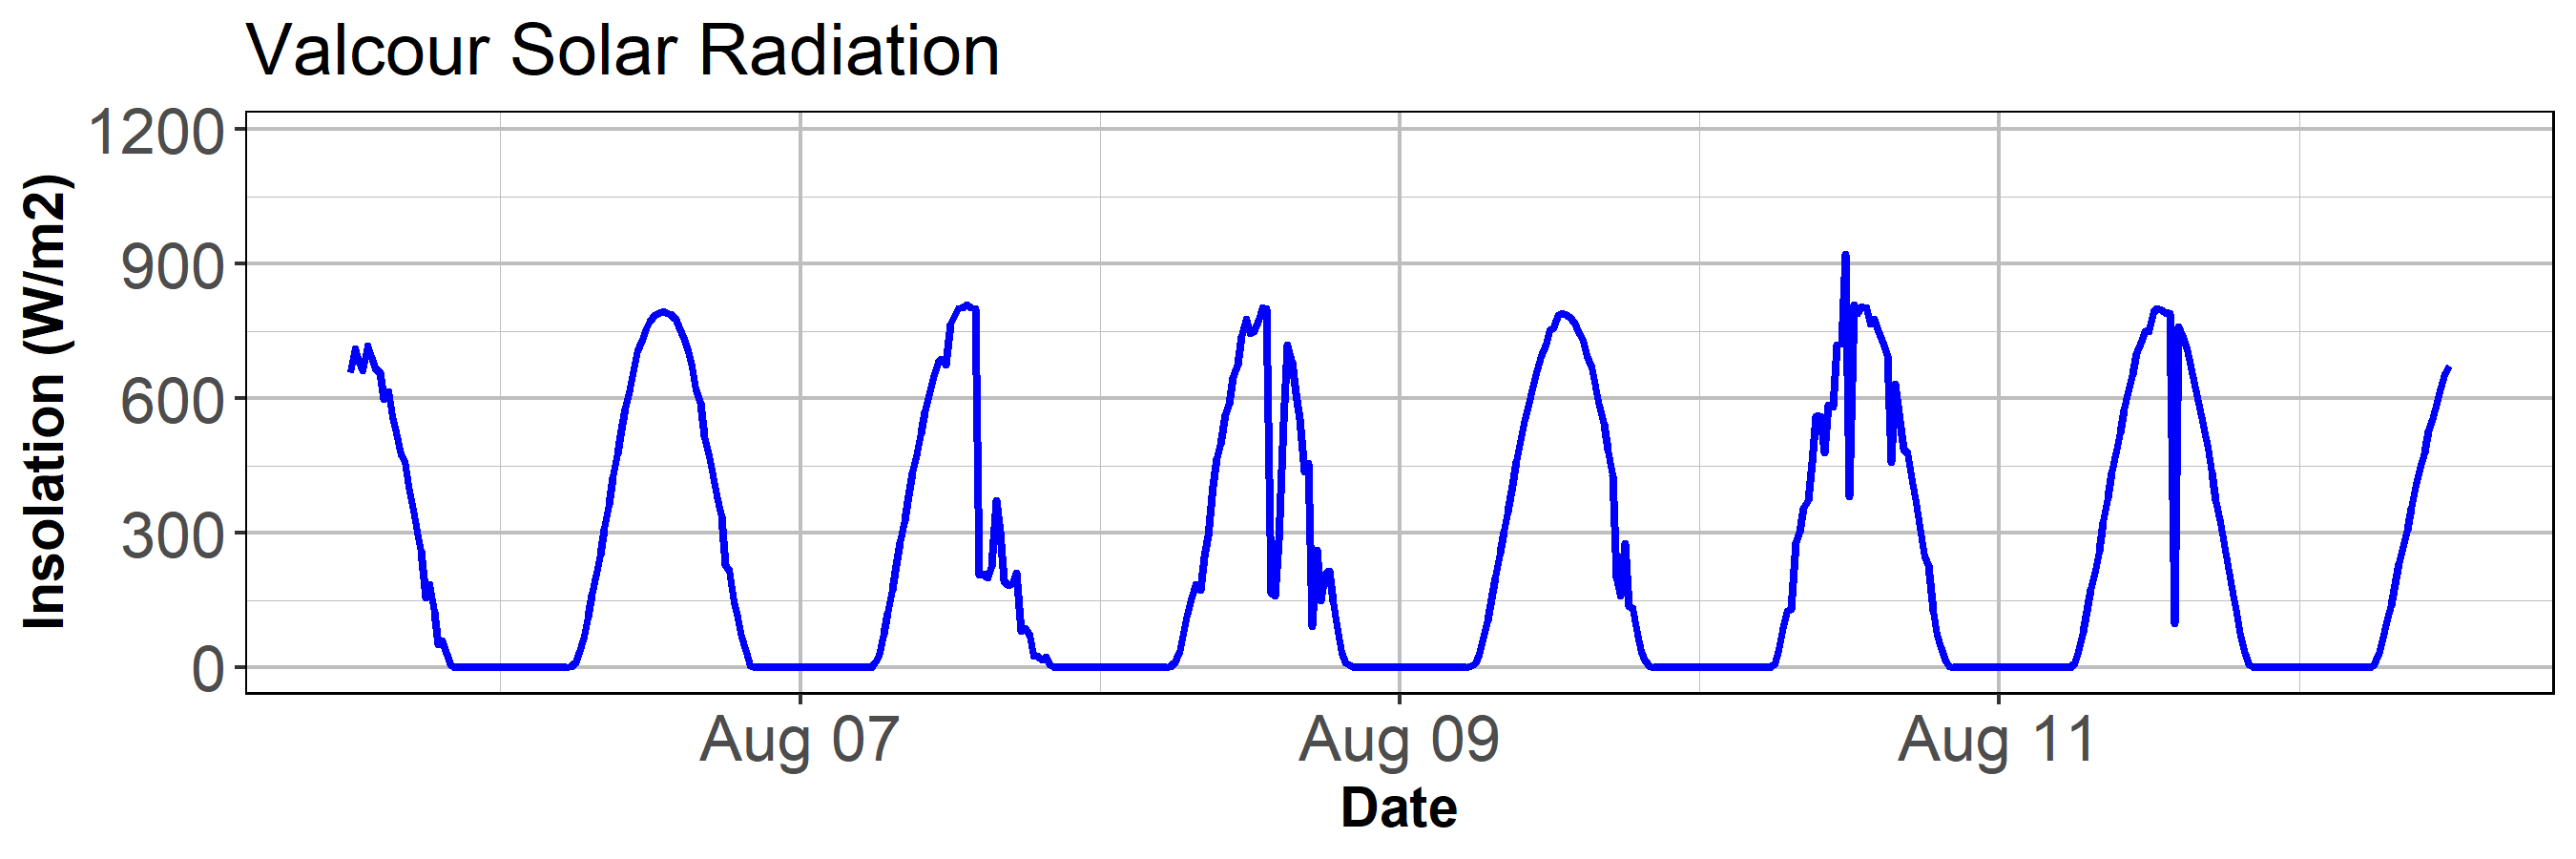 Valcour Solar Radiation
Insolation (W/m2)
1200
900
600
300
0
Aug 07
Aug 09
Aug 11
Date